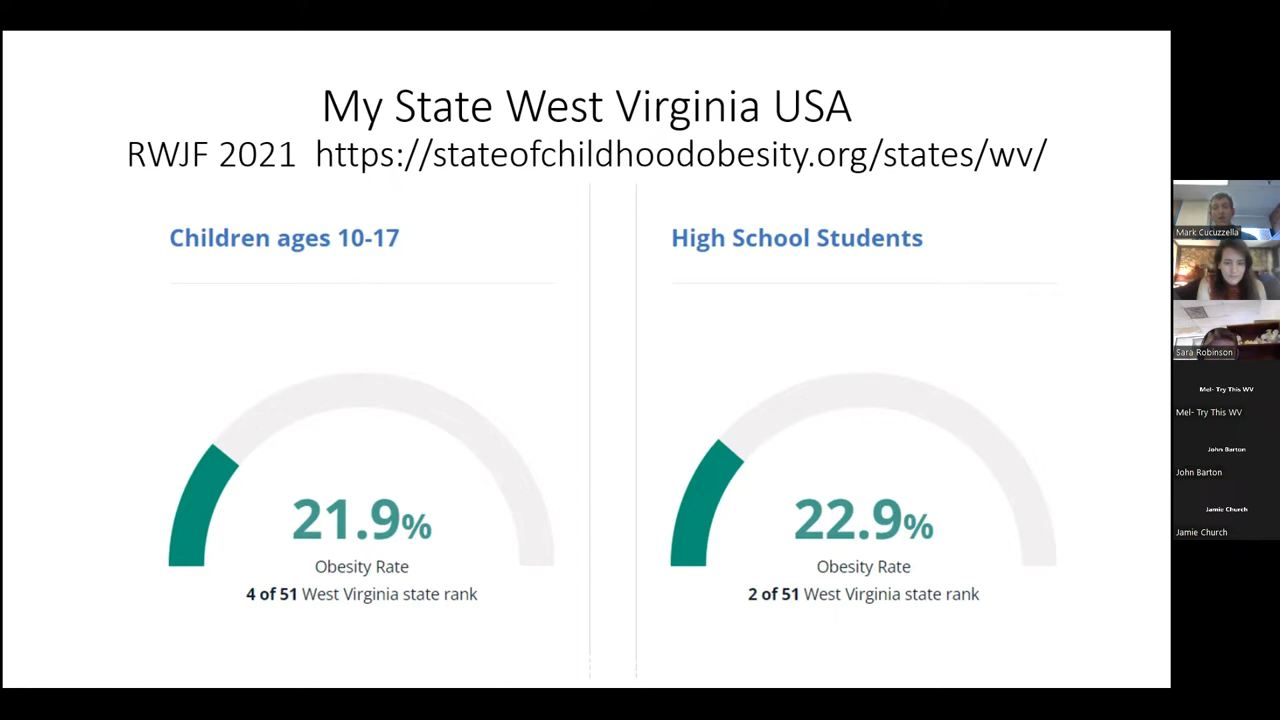 My State West Virginia USA
RWJF 2021 https://stateofchildhoodobesity.org/states/wv/
Children ages 10-17
High School Students
21.9%
Obesity Rate
4 of 51 West Virginia state rank
22.9%
Obesity Rate
2 of 51 West Virginia state rank
Mark Cucuzzella
Sara Robinson
Mel- Try This WV
Mel- Try This WV
John Barton
John Barton
Jamie Church
Jamie Church